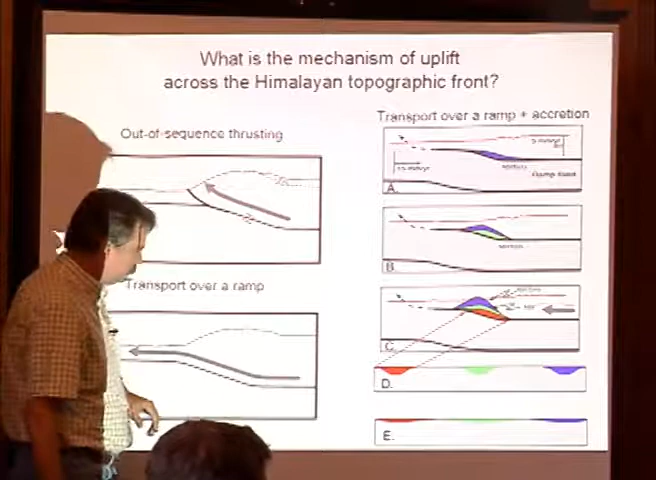 What is the mechanism of uplift
across the Himalayan topographic front?
Out-of-sequence thrusting
Transport over a ramp
Transport over a ramp + accretion
A.
B.
C.
D.
E.